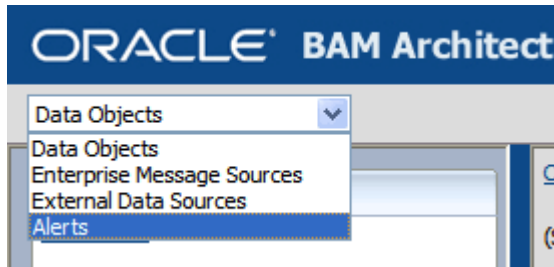 ORACLE BAM Architect
Data Objects
Data Objects
Enterprise Message Sources
External Data Sources
Alerts